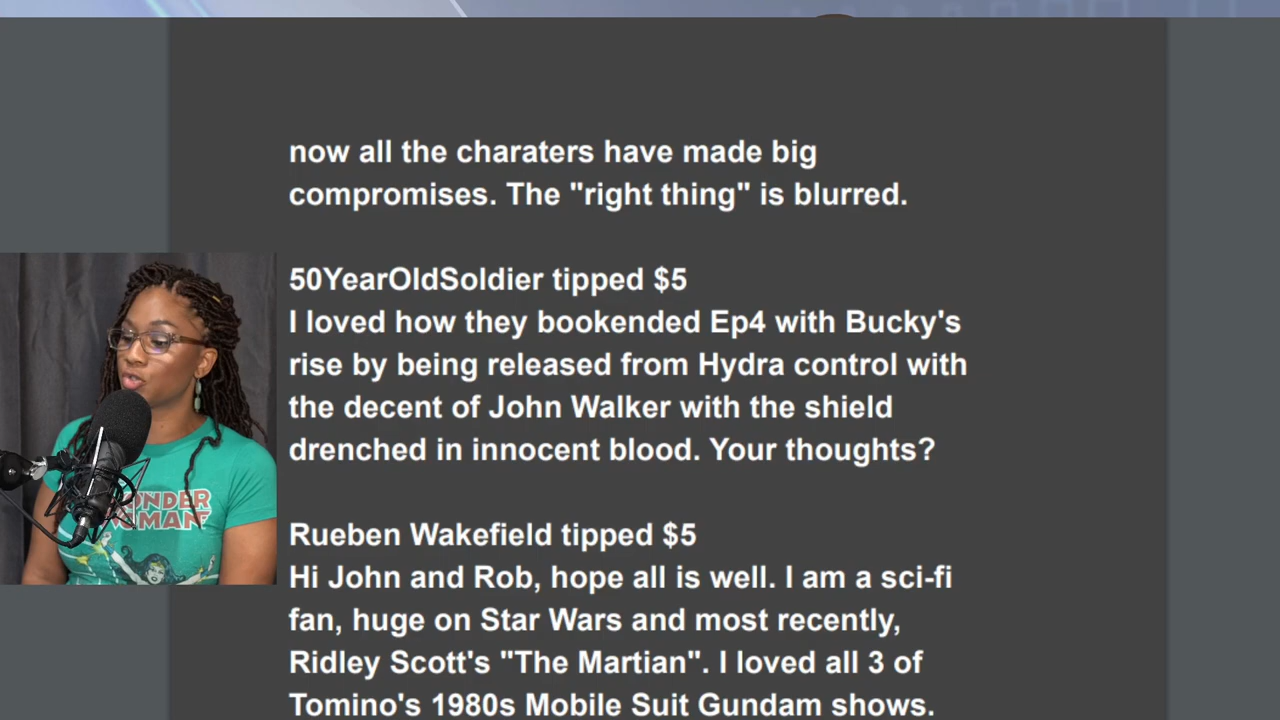 now all the charaters have made big
compromises. The "right thing" is blurred.
50YearOldSoldier tipped $5
I loved how they bookended Ep4 with Bucky's
rise by being released from Hydra control with
the decent of John Walker with the shield
drenched in innocent blood. Your thoughts?
Rueben Wakefield tipped $5
Hi John and Rob, hope all is well. I am a sci-fi
fan, huge on Star Wars and most recently,
Ridley Scott's "The Martian". I loved all 3 of
Tomino's 1980s Mobile Suit Gundam shows.
WONDER
WOMAN